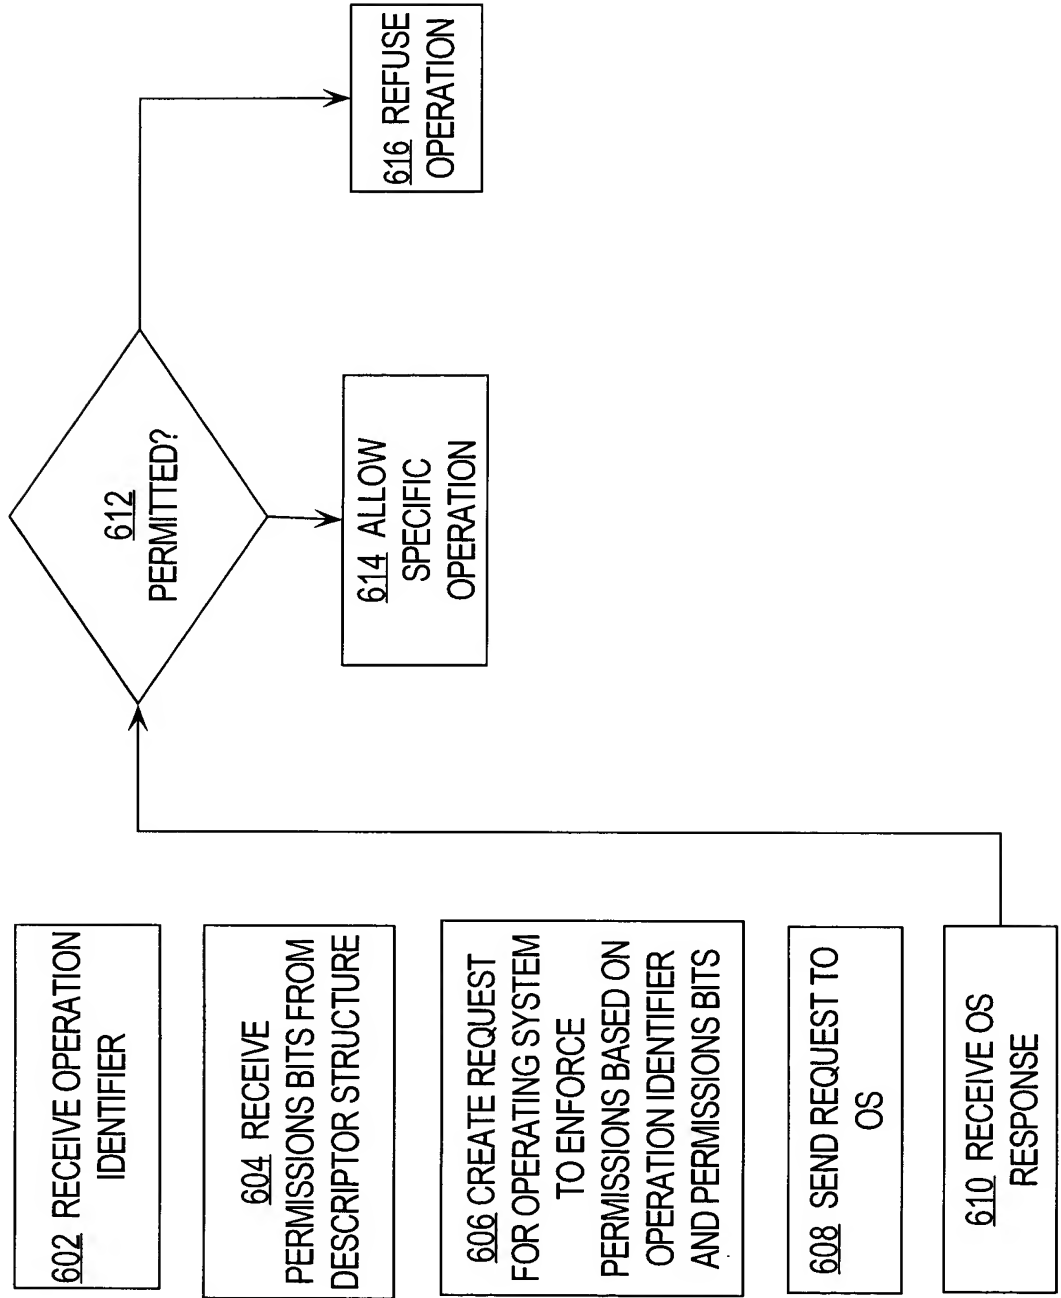 602 RECEIVE OPERATION
IDENTIFIER
604 RECEIVE
PERMISSIONS BITS FROM
DESCRIPTOR STRUCTURE
606 CREATE REQUEST
FOR OPERATING SYSTEM
TO ENFORCE
PERMISSIONS BASED ON
OPERATION IDENTIFIER
AND PERMISSIONS BITS
608 SEND REQUEST TO
OS
610 RECEIVE OS
RESPONSE
612
PERMITTED?
614 ALLOW
SPECIFIC
OPERATION
616 REFUSE
OPERATION